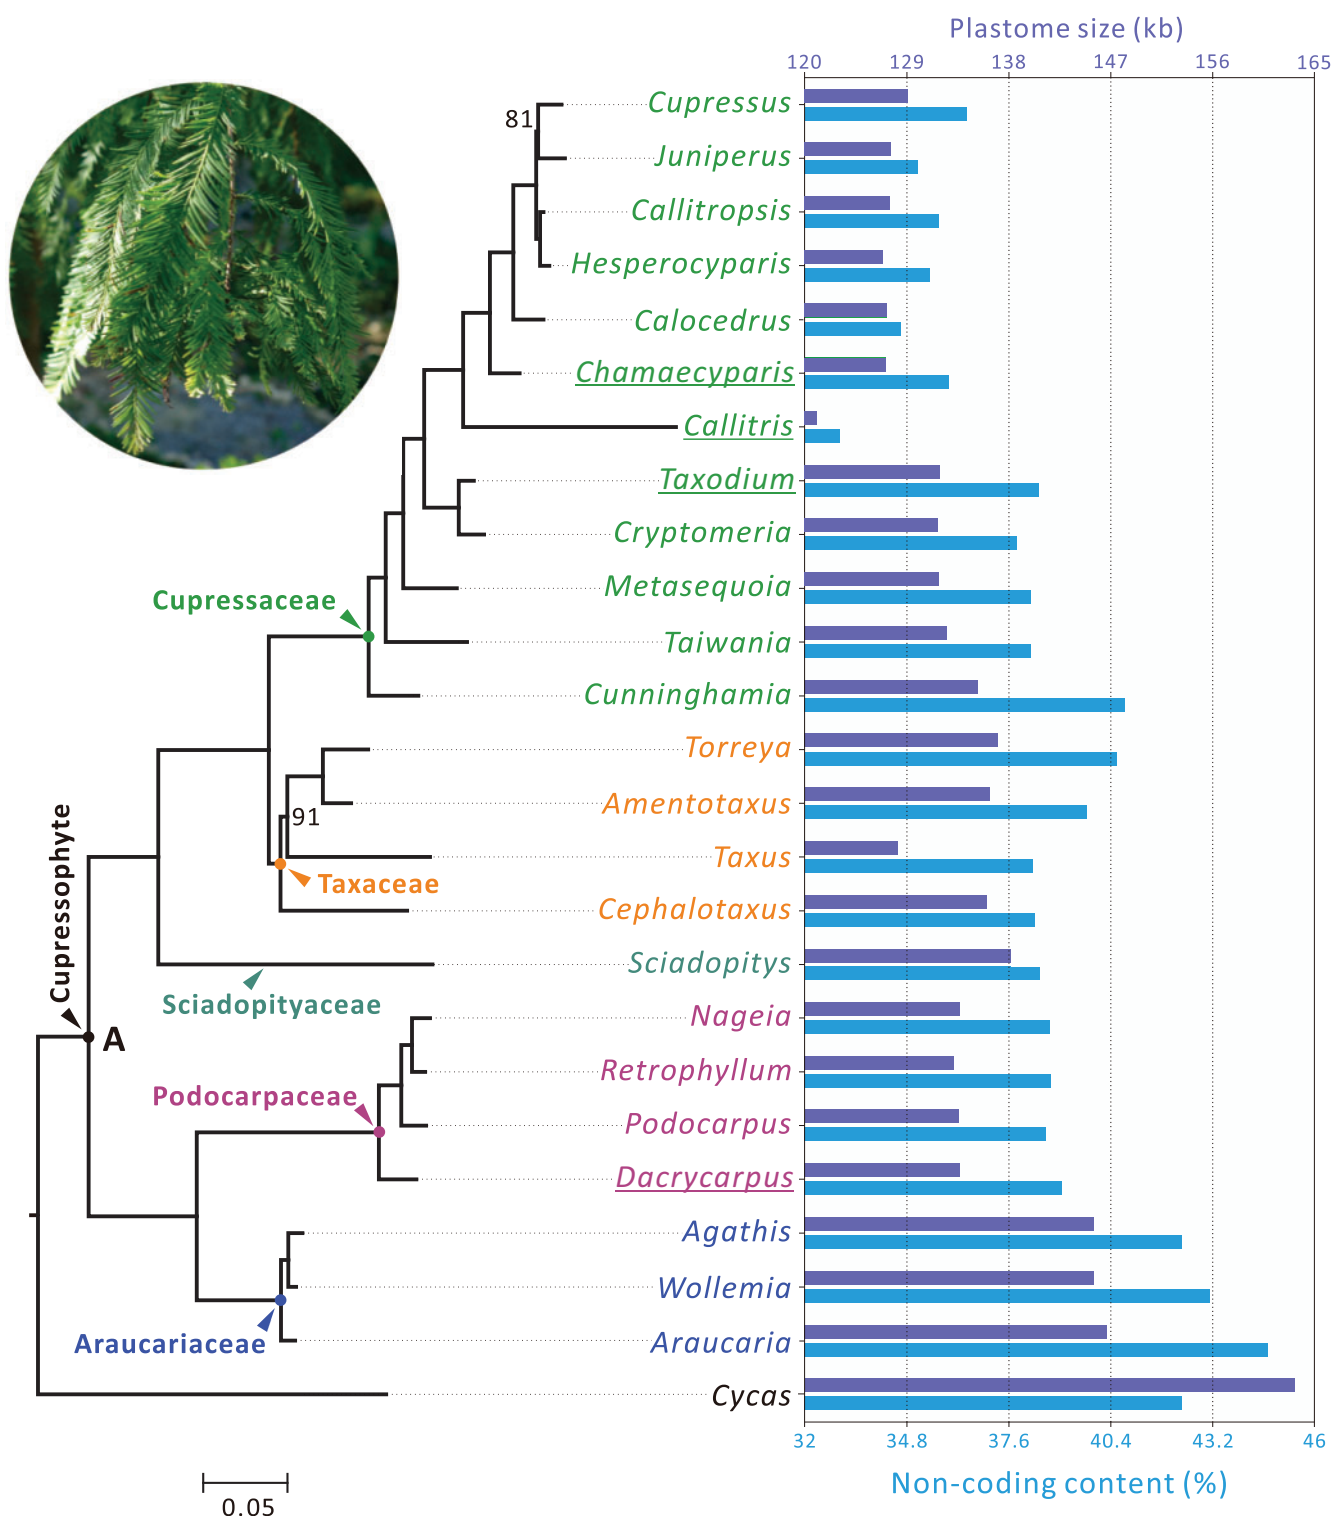 Plastome size (kb)
120 129 138 147 156 165
81
Cupressus
Juniperus
Callitropsis
Hesperocyparis
Calocedrus
Chamaecyparis
Callitris
Taxodium
Cryptomeria
Metasequoia
Cupressaceae
Taiwania
Cunninghamia
Torreya
Amentotaxus
91
Taxus
Taxaceae
Cephalotaxus
Cupressophyte
Sciadopitys
Sciadopityaceae
Nageia
A
Retrophyllum
Podocarpaceae
Podocarpus
Dacrycarpus
Agathis
Wollemia
Araucariaceae
Araucaria
Cycas
32 34.8 37.6 40.4 43.2 46
Non-coding content (%)
0.05